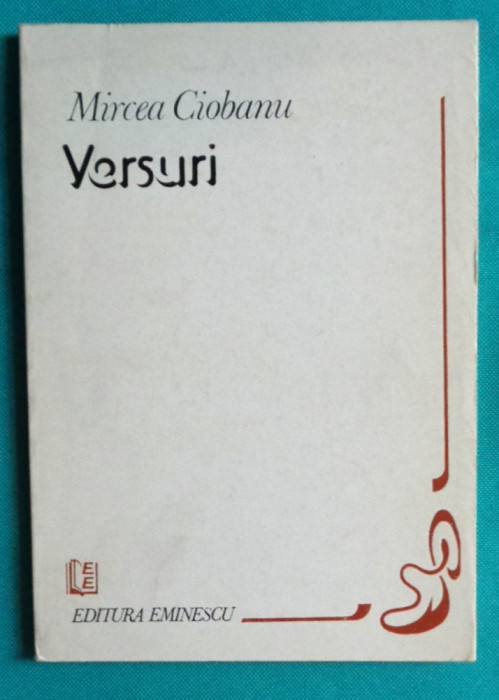 Mircea Ciobanu
Versuri
EE
EDITURA EMINESCU